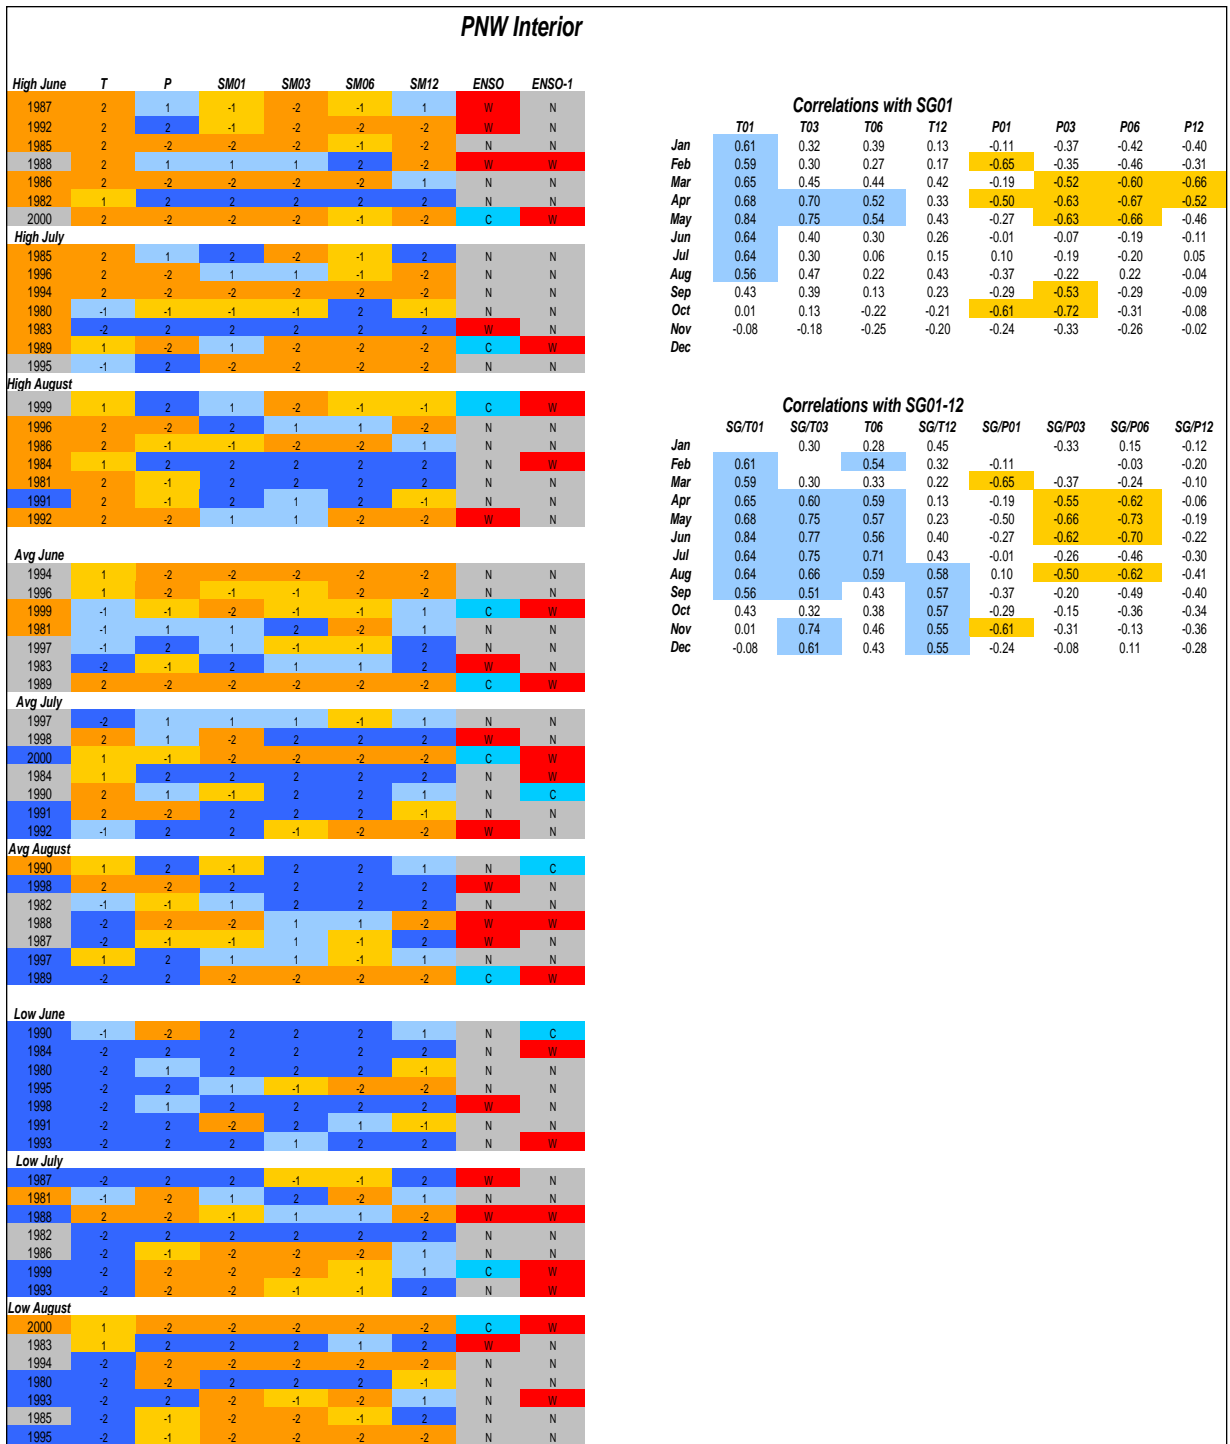 PNW Interior
High June T P SM01 SM03 SM06 SM12 ENSO ENSO-1
1987 2 1 -1 -2 -1 1 W N
1992 2 2 -1 -2 -2 -2 W N
1985 2 -2 -2 -2 -1 -2 N N
1988 2 1 1 1 2 -2 W W
1986 2 -2 -2 -2 -2 1 N N
1982 1 2 2 2 2 2 N N
2000 2 -2 -2 -2 -1 -2 C W
High July
1985 2 1 2 -2 -1 2 N N
1996 2 -2 1 1 -1 -2 N N
1994 2 -2 -2 -2 -2 -2 N N
1980 -1 -1 -1 -1 2 -1 N N
1983 -2 2 2 2 2 2 W N
1989 1 -2 1 -2 -2 -2 C W
1995 -1 2 -2 -2 -2 -2 N N
High August
1999 1 2 1 -2 -1 -1 C W
1996 2 -2 2 1 1 -2 N N
1986 2 -1 -1 -2 -2 1 N N
1984 1 2 2 2 2 2 N W
1981 2 -1 2 2 2 2 N N
1991 2 -1 2 1 2 -1 N N
1992 2 -2 1 1 -2 -2 W N
Avg June
1994 1 -2 -2 -2 -2 -2 N N
1996 1 -2 -1 -1 -2 -2 N N
1999 -1 -1 -2 -1 -1 1 C W
1981 -1 1 1 2 -2 1 N N
1997 -1 2 1 -1 -1 2 N N
1983 -2 -1 2 1 1 2 W N
1989 2 -2 -2 -2 -2 -2 C W
Avg July
1997 -2 1 1 1 -1 1 N N
1998 2 1 -2 2 2 2 W N
2000 1 -1 -2 -2 -2 -2 C W
1984 1 2 2 2 2 2 N W
1990 2 1 -1 2 2 1 N C
1991 2 -2 2 2 2 -1 N N
1992 -1 2 2 -1 -2 -2 W N
Avg August
1990 1 2 -1 2 2 1 N C
1998 2 -2 2 2 2 2 W N
1982 -1 -1 1 2 2 2 N N
1988 -2 -2 -2 1 1 -2 W W
1987 -2 -1 -1 1 -1 2 W N
1997 1 2 1 1 -1 1 N N
1989 -2 2 -2 -2 -2 -2 C W
Low June
1990 -1 -2 2 2 2 1 N C
1984 -2 2 2 2 2 2 N W
1980 -2 1 2 2 2 -1 N N
1995 -2 2 1 -1 -2 -2 N N
1998 -2 1 2 2 2 2 W N
1991 -2 2 -2 2 1 -1 N N
1993 -2 2 2 1 2 2 N W
Low July
1987 -2 2 2 -1 -1 2 W N
1981 -1 -2 1 2 -2 1 N N
1988 2 -2 -1 1 1 -2 W W
1982 -2 2 2 2 2 2 N N
1986 -2 -1 -2 -2 -2 1 N N
1999 -2 -2 -2 -2 -1 1 C W
1993 -2 -2 -2 -1 -1 2 N W
Low August
2000 1 -2 -2 -2 -2 -2 C W
1983 1 2 2 2 1 2 W N
1994 -2 -2 -2 -2 -2 -2 N N
1980 -2 -2 2 2 2 -1 N N
1993 -2 2 -2 -1 -2 1 N W
1985 -2 -1 -2 -2 -1 2 N N
1995 -2 -1 -2 -2 -2 -2 N N
Correlations with SG01
T01 T03 T06 T12 P01 P03 P06 P12
Jan 0.61 0.32 0.39 0.13 -0.11 -0.37 -0.42 -0.40
Feb 0.59 0.30 0.27 0.17 -0.65 -0.35 -0.46 -0.31
Mar 0.65 0.45 0.44 0.42 -0.19 -0.52 -0.60 -0.66
Apr 0.68 0.70 0.52 0.33 -0.50 -0.63 -0.67 -0.52
May 0.84 0.75 0.54 0.43 -0.27 -0.63 -0.66 -0.46
Jun 0.64 0.40 0.30 0.26 -0.01 -0.07 -0.19 -0.11
Jul 0.64 0.30 0.06 0.15 0.10 -0.19 -0.20 0.05
Aug 0.56 0.47 0.22 0.43 -0.37 -0.22 0.22 -0.04
Sep 0.43 0.39 0.13 0.23 -0.29 -0.53 -0.29 -0.09
Oct 0.01 0.13 -0.22 -0.21 -0.61 -0.72 -0.31 -0.08
Nov -0.08 -0.18 -0.25 -0.20 -0.24 -0.33 -0.26 -0.02
Dec
Correlations with SG01-12
SG/T01 SG/T03 T06 SG/T12 SG/P01 SG/P03 SG/P06 SG/P12
Jan 0.30 0.28 0.45 -0.33 0.15 -0.12
Feb 0.61 0.54 0.32 -0.11 -0.03 -0.20
Mar 0.59 0.30 0.33 0.22 -0.65 -0.37 -0.24 -0.10
Apr 0.65 0.60 0.59 0.13 -0.19 -0.55 -0.62 -0.06
May 0.68 0.75 0.57 0.23 -0.50 -0.66 -0.73 -0.19
Jun 0.84 0.77 0.56 0.40 -0.27 -0.62 -0.70 -0.22
Jul 0.64 0.75 0.71 0.43 -0.01 -0.26 -0.46 -0.30
Aug 0.64 0.66 0.59 0.58 0.10 -0.50 -0.62 -0.41
Sep 0.56 0.51 0.43 0.57 -0.37 -0.20 -0.49 -0.40
Oct 0.43 0.32 0.38 0.57 -0.29 -0.15 -0.36 -0.34
Nov 0.01 0.74 0.46 0.55 -0.61 -0.31 -0.13 -0.36
Dec -0.08 0.61 0.43 0.55 -0.24 -0.08 0.11 -0.28